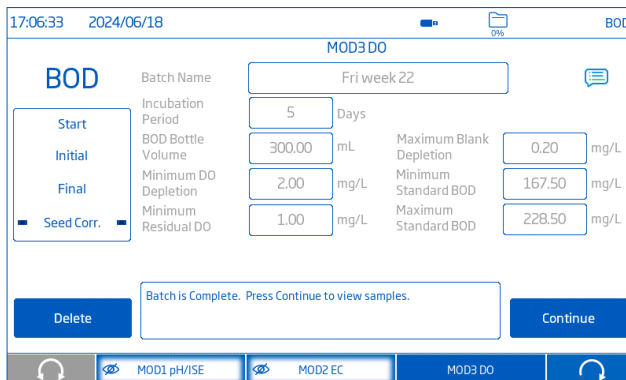 17:06:33 2024/06/18 0% BOD
MOD3 DO
BOD
Batch Name Fri week 22
Incubation Period 5 Days
BOD Bottle Volume 300.00 mL Maximum Blank Depletion 0.20 mg/L
Minimum DO Depletion 2.00 mg/L Minimum Standard BOD 167.50 mg/L
Minimum Residual DO 1.00 mg/L Maximum Standard BOD 228.50 mg/L
Start
Initial
Final
Seed Corr.
Batch is Complete. Press Continue to view samples.
Delete
Continue
MOD1 pH/ISE MOD2 EC MOD3 DO